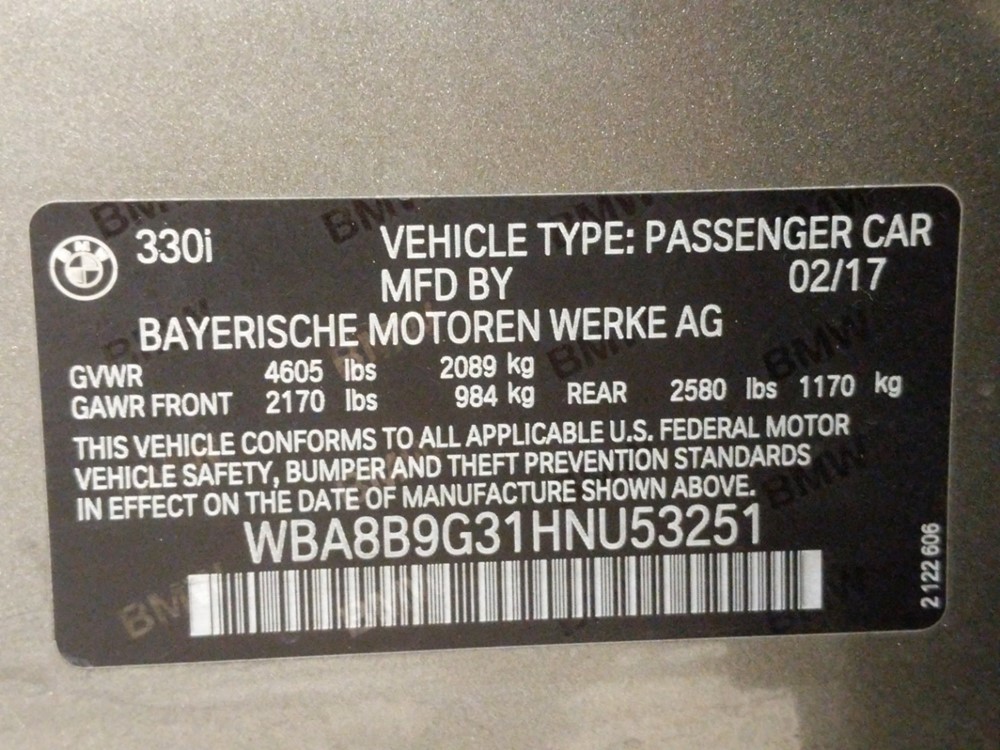 330i VEHICLE TYPE: PASSENGER CAR
MFD BY 02/17
BAYERISCHE MOTOREN WERKE AG
GVWR 4605 lbs 2089 kg
GAWR FRONT 2170 lbs 984 kg REAR 2580 lbs 1170 kg
THIS VEHICLE CONFORMS TO ALL APPLICABLE U.S. FEDERAL MOTOR
VEHICLE SAFETY, BUMPER AND THEFT PREVENTION STANDARDS
IN EFFECT ON THE DATE OF MANUFACTURE SHOWN ABOVE.
WBA8B9G31HNU53251
2 122 606